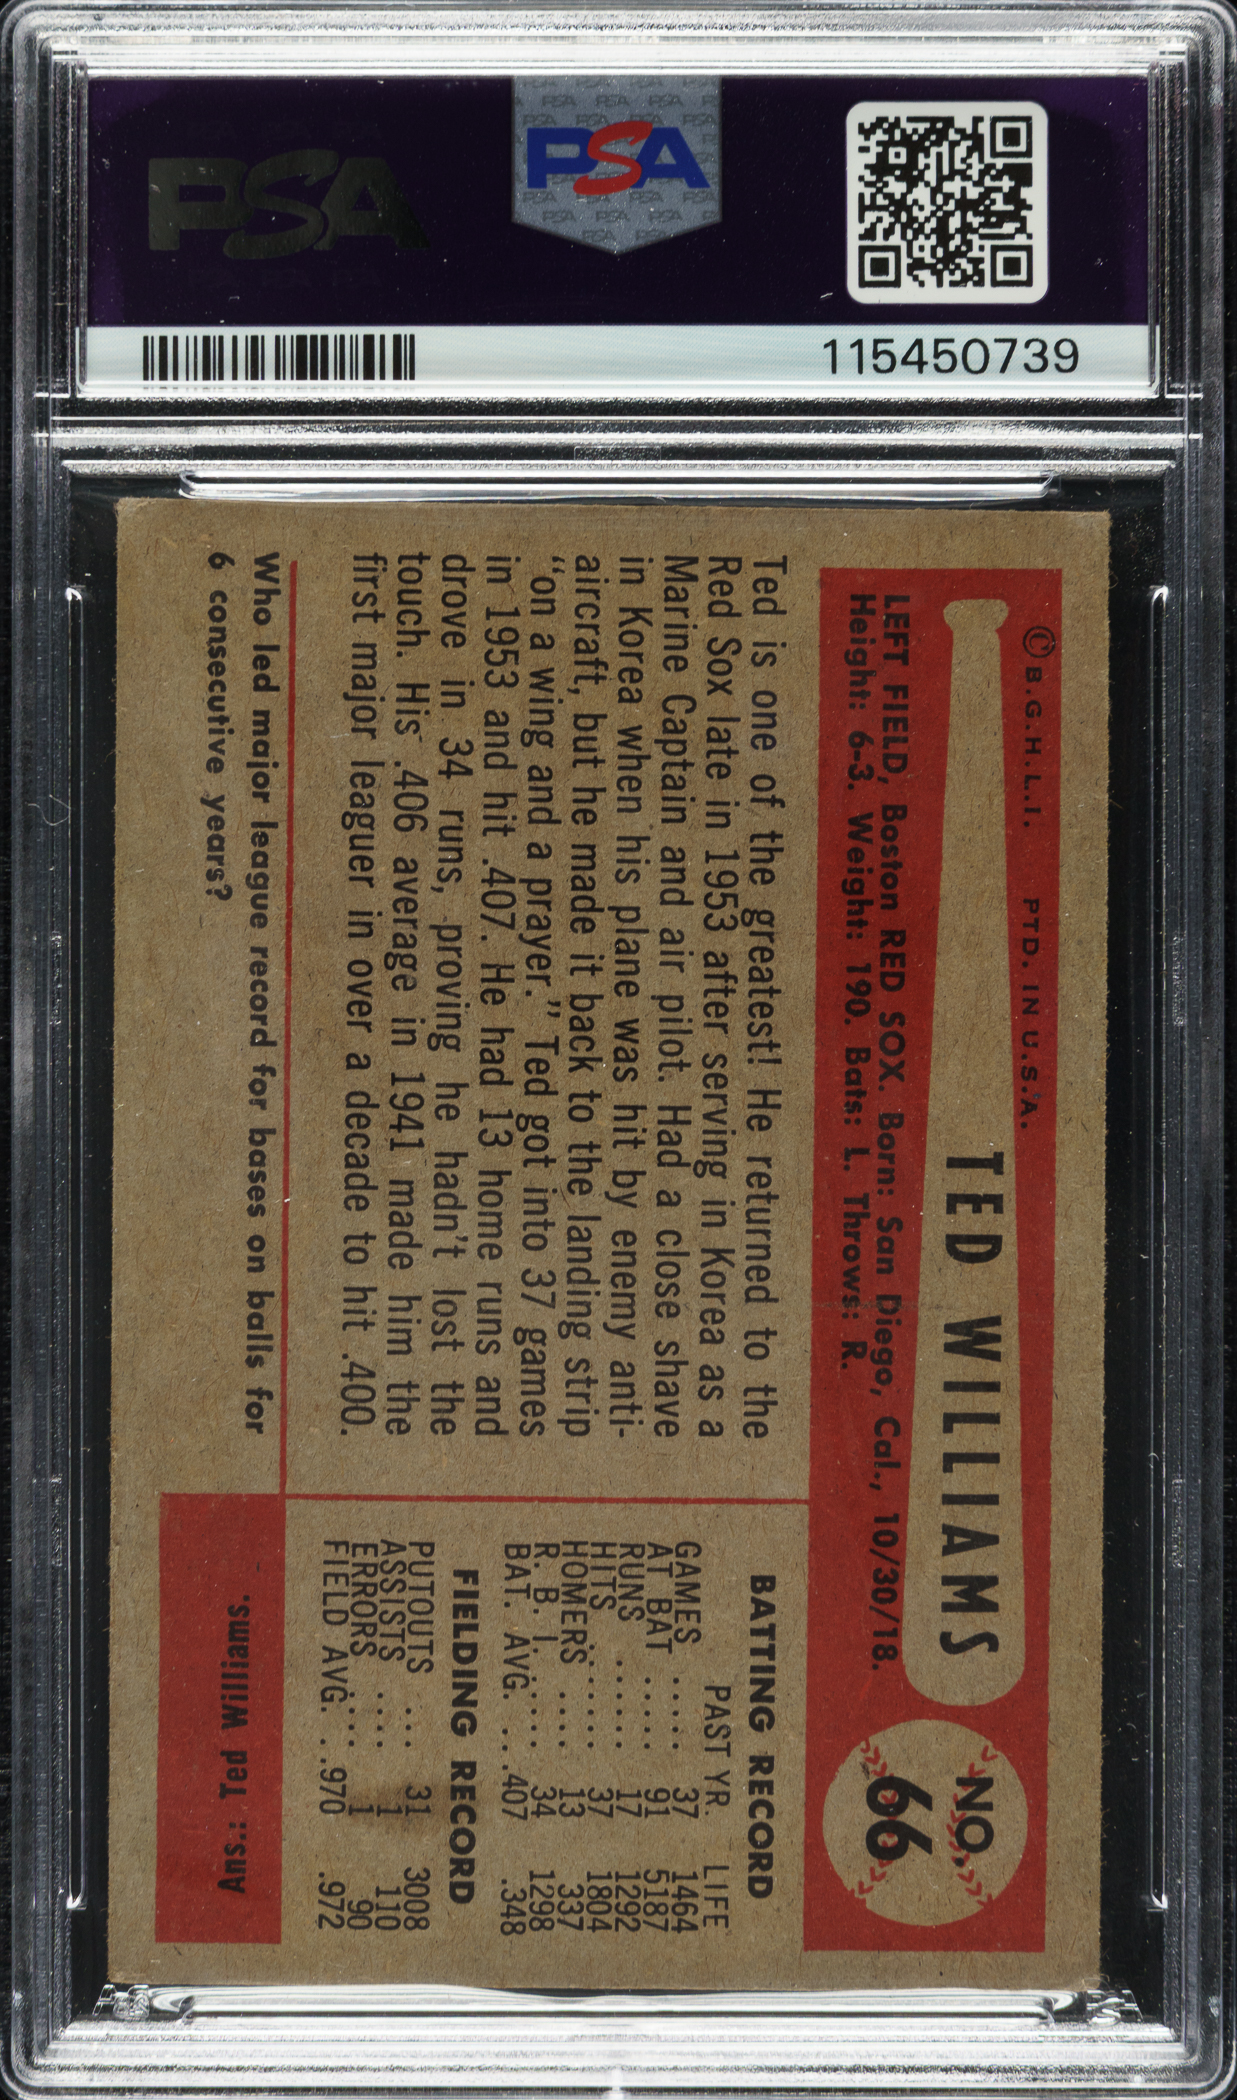 PSA
PSA
115450739
© B.G.H.L.I. PTD. IN U.S.A.
TED WILLIAMS
NO.
66
LEFT FIELD, Boston RED SOX. Born: San Diego, Cal., 10/30/18.
Height: 6-3. Weight: 190. Bats: L. Throws: R.
Ted is one of the greatest! He returned to the
Red Sox late in 1953 after serving in Korea as a
Marine Captain and air pilot. Had a close shave
in Korea when his plane was hit by enemy anti-
aircraft, but he made it back to the landing strip
“on a wing and a prayer.” Ted got into 37 games
in 1953 and hit .407. He had 13 home runs and
drove in 34 runs, proving he hadn't lost the
touch. His .406 average in 1941 made him the
first major leaguer in over a decade to hit .400.
BATTING RECORD
PAST YR. LIFE
GAMES ..... 37 1464
AT BAT ..... 91 5187
RUNS ...... 17 1292
HITS ....... 37 1804
HOMERS .... 13 337
R. B. I. ..... 34 1298
BAT. AVG. .. .407 .348
FIELDING RECORD
PUTOUTS ... 31 3008
ASSISTS .... 1 110
ERRORS .... 1 90
FIELD AVG. .. .970 .972
Who led major league record for bases on balls for
6 consecutive years?
Ans.: Ted Williams.